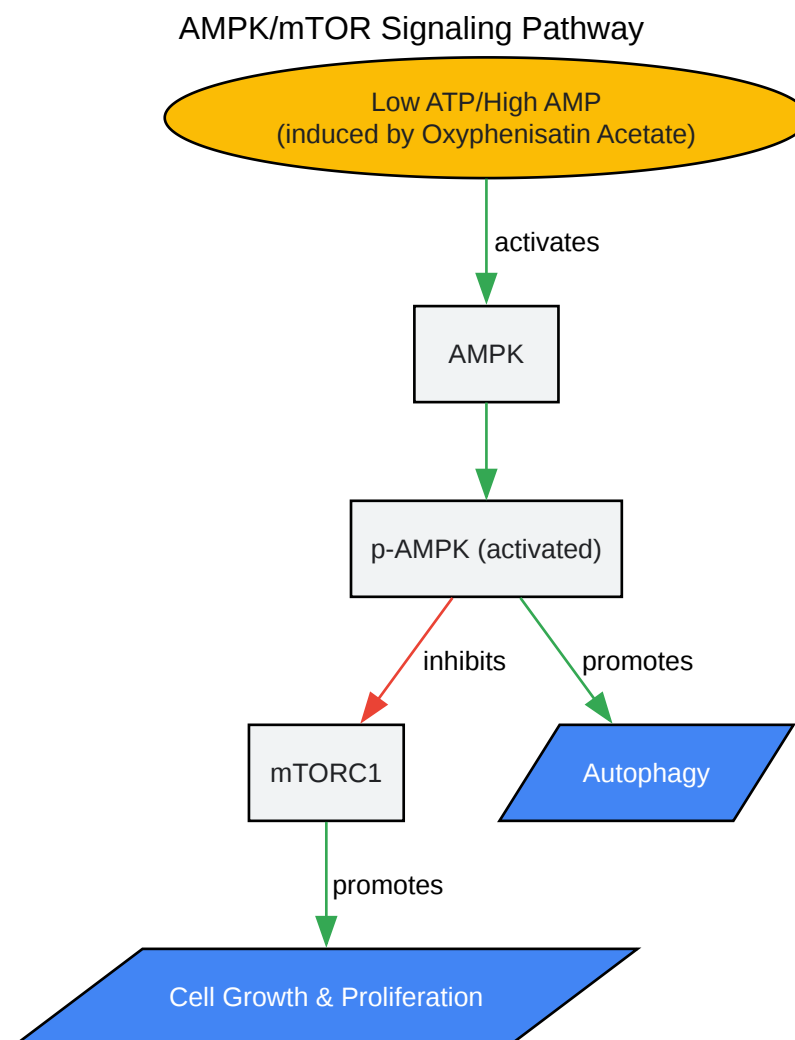 AMPK/mTOR Signaling Pathway
Low ATP/High AMP
(induced by Oxyphenisatin Acetate)
activates
AMPK
p-AMPK (activated)
inhibits
promotes
mTORC1
Autophagy
promotes
Cell Growth & Proliferation